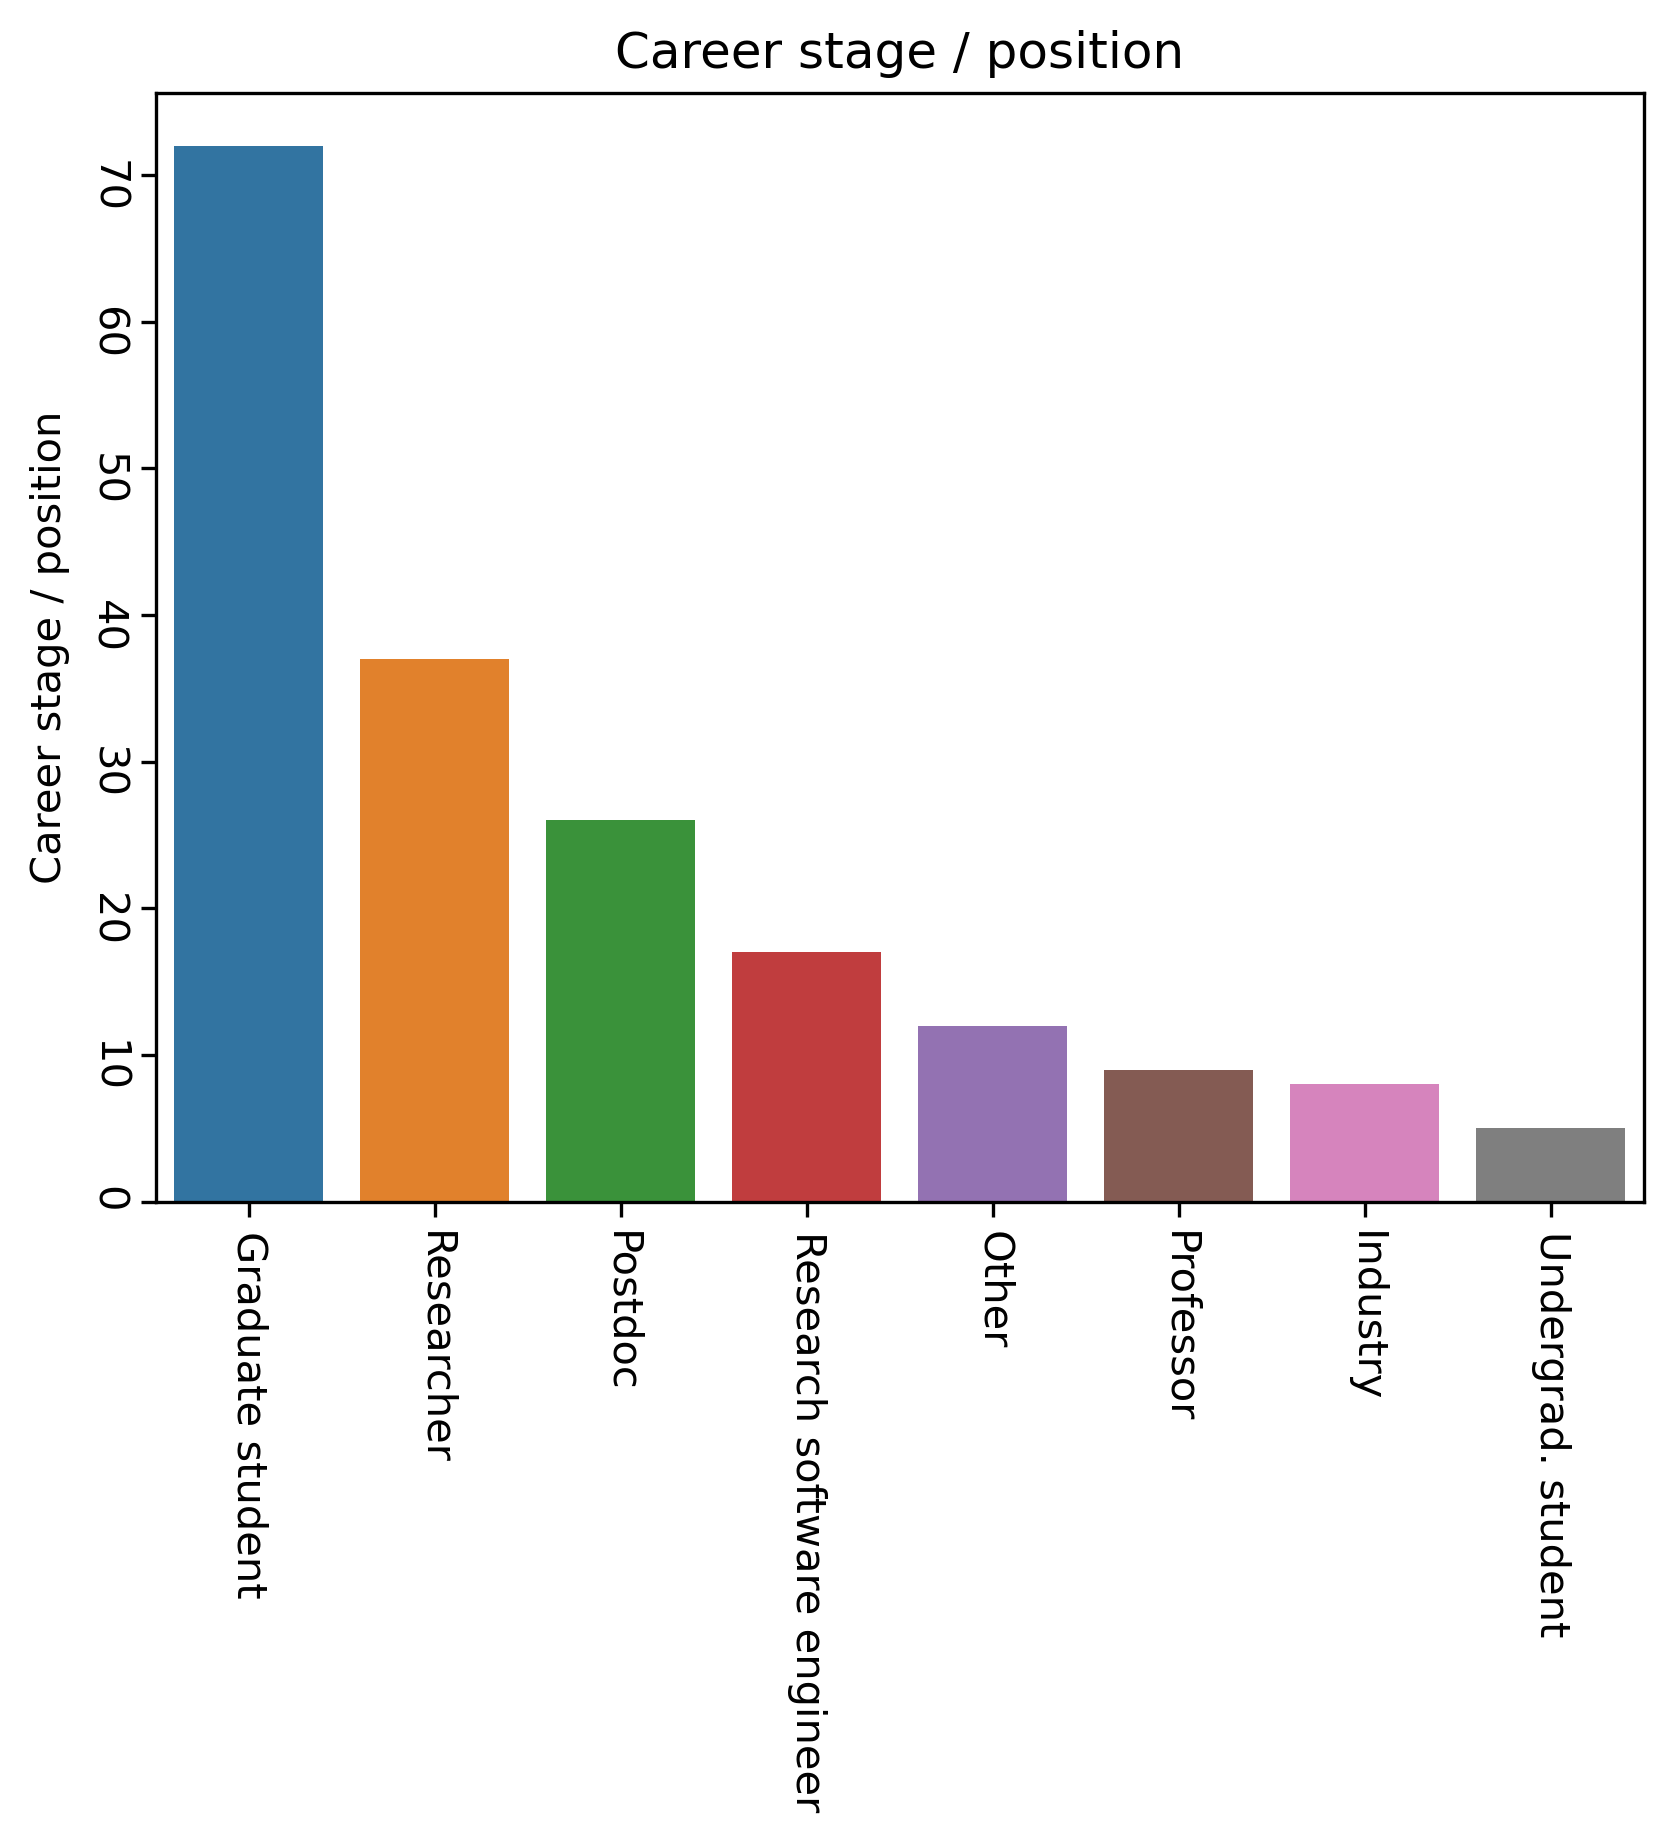 Career stage / position
Career stage / position
70
60
50
40
30
20
10
0
Graduate student
Researcher
Postdoc
Research software engineer
Other
Professor
Industry
Undergrad. student